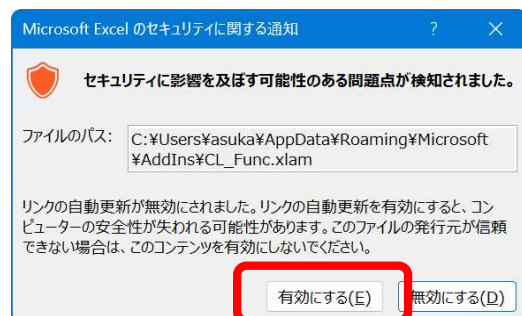 Microsoft Excel のセキュリティに関する通知 ?
セキュリティに影響を及ぼす可能性のある問題点が検知されました。
ファイルのパス: C:¥Users¥asuka¥AppData¥Roaming¥Microsoft
¥AddIns¥CL_Func.xlam
リンクの自動更新が無効にされました。リンクの自動更新を有効にすると、コン
ピューターの安全性が失われる可能性があります。このファイルの発行元が信頼
できない場合は、このコンテンツを有効にしないでください。
有効にする(E) 無効にする(D)